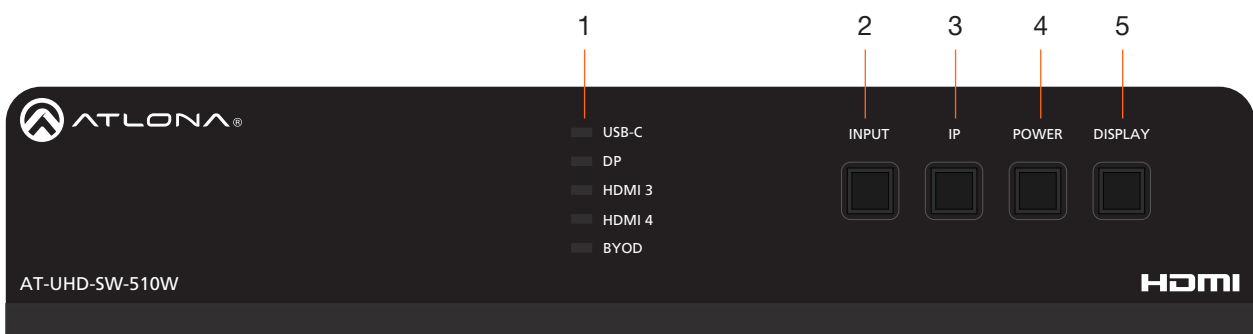 1 2 3 4 5
ATLONA®
USB-C
DP
HDMI 3
HDMI 4
BYOD
INPUT IP POWER DISPLAY
AT-UHD-SW-510W
HDMI